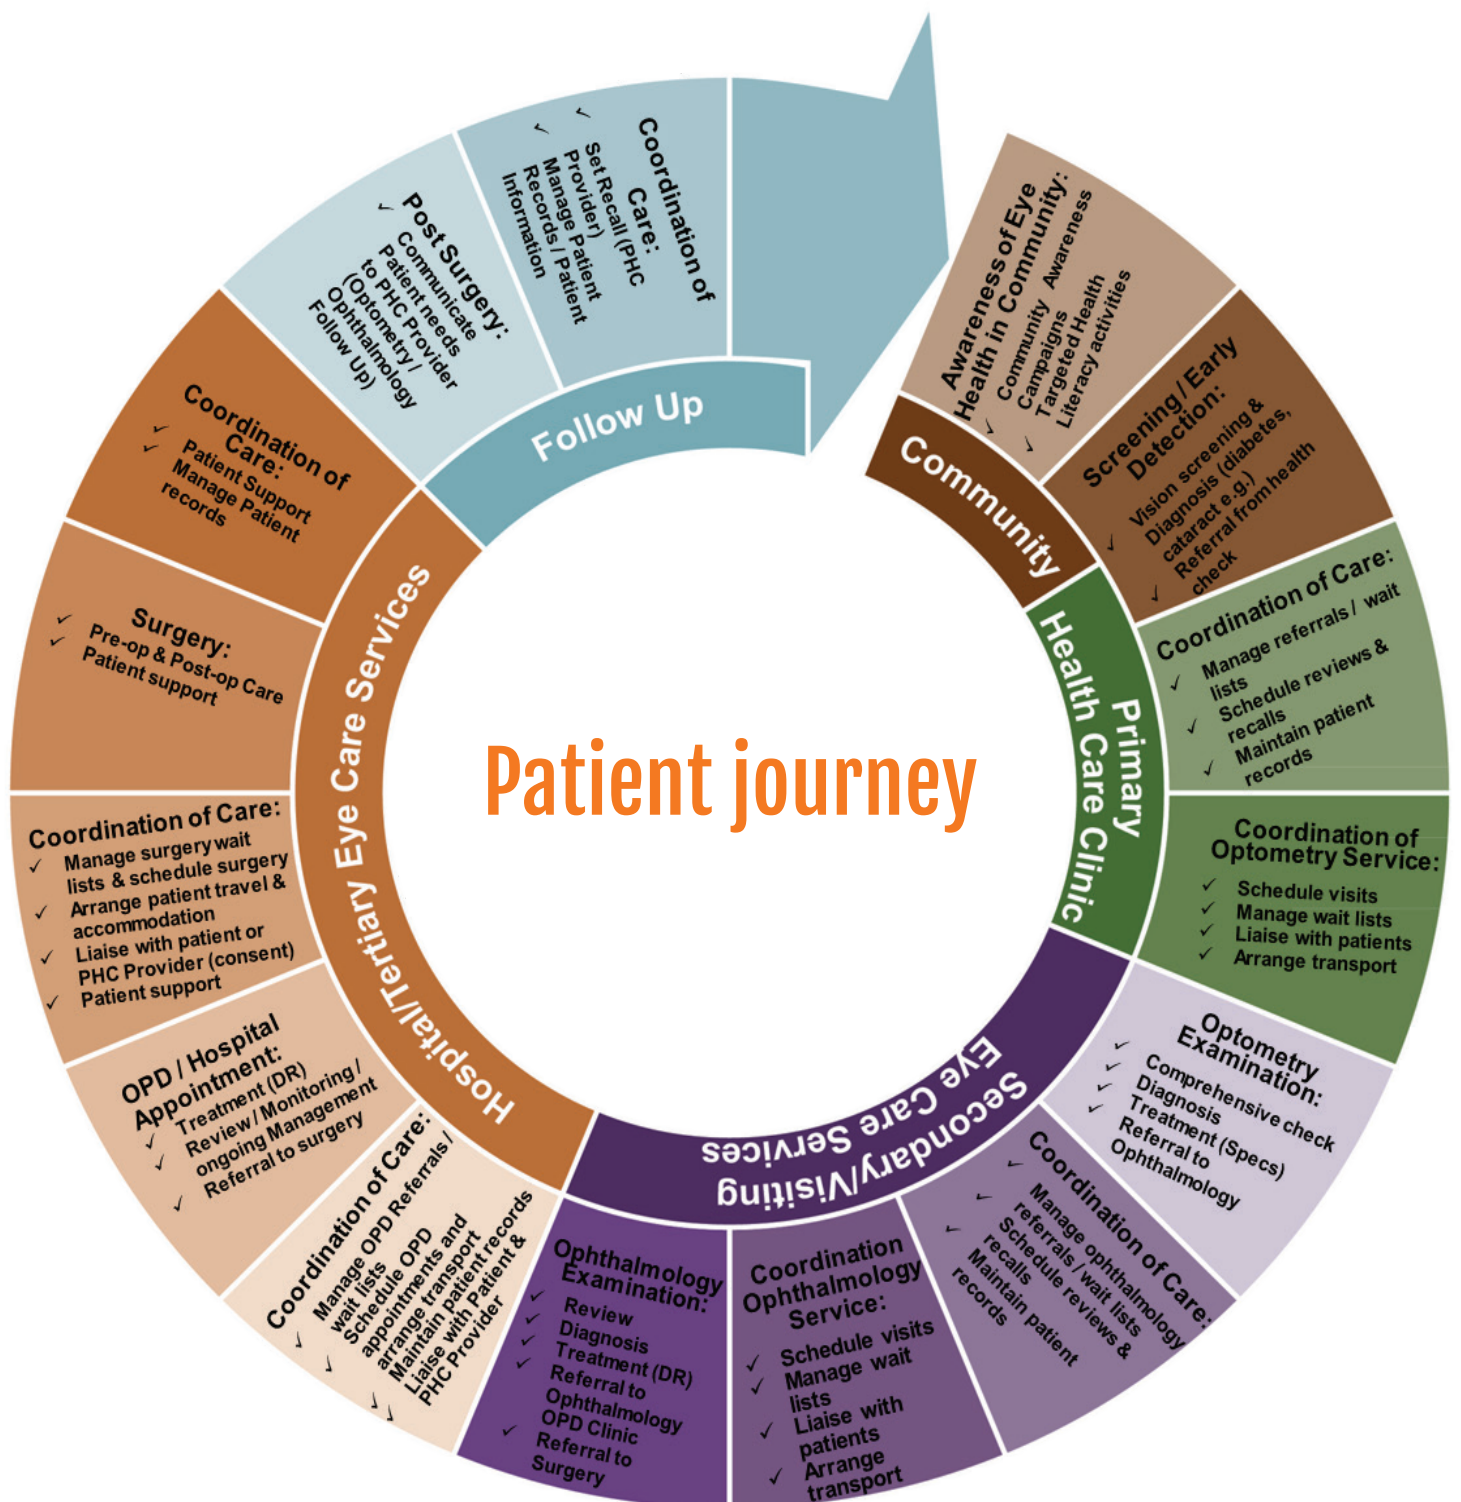 Patient journey
Community
Awareness of Eye
Health in Community:
✓ Community Awareness
Campaigns
✓ Targeted Health
Literacy activities
Screening / Early
Detection:
✓ Vision screening &
Diagnosis (diabetes,
cataract e.g.)
✓ Referral from health
check
Primary
Health Care Clinic
Coordination of Care:
✓ Manage referrals / wait
lists
✓ Schedule reviews &
recalls
✓ Maintain patient
records
Coordination of
Optometry Service:
✓ Schedule visits
✓ Manage wait lists
✓ Liaise with patients
✓ Arrange transport
Secondary/Visiting
Eye Care Services
Optometry
Examination:
✓ Comprehensive check
✓ Diagnosis
✓ Treatment (Specs)
✓ Referral to
Ophthalmology
Coordination of Care:
✓ Manage ophthalmology
referrals / wait lists
✓ Schedule reviews &
recalls
✓ Maintain patient
records
Coordination
Ophthalmology
Service:
✓ Schedule visits
✓ Manage wait
lists
✓ Liaise with
patients
✓ Arrange
transport
Ophthalmology
Examination:
✓ Review
✓ Diagnosis
✓ Treatment (DR)
✓ Referral to
Ophthalmology
OPD Clinic
✓ Referral to
Surgery
Hospital/Tertiary Eye Care Services
Coordination of Care:
✓ Manage OPD Referrals /
wait lists
✓ Schedule OPD
appointments and
arrange transport
✓ Maintain patient records
✓ Liaise with Patient &
PHC Provider
OPD / Hospital
Appointment:
✓ Treatment (DR)
✓ Review / Monitoring /
ongoing Management
✓ Referral to surgery
Coordination of Care:
✓ Manage surgery wait
lists & schedule surgery
✓ Arrange patient travel &
accommodation
✓ Liaise with patient or
PHC Provider (consent)
✓ Patient support
Surgery:
✓ Pre-op & Post-op Care
✓ Patient support
Coordination of
Care:
✓ Patient Support
✓ Manage Patient
records
Follow Up
Post Surgery:
✓ Communicate
Patient needs
to PHC Provider
(Optometry /
Ophthalmology
Follow Up)
Coordination of
Care:
✓ Set Recall (PHC
Provider)
✓ Manage Patient
Records / Patient
Information